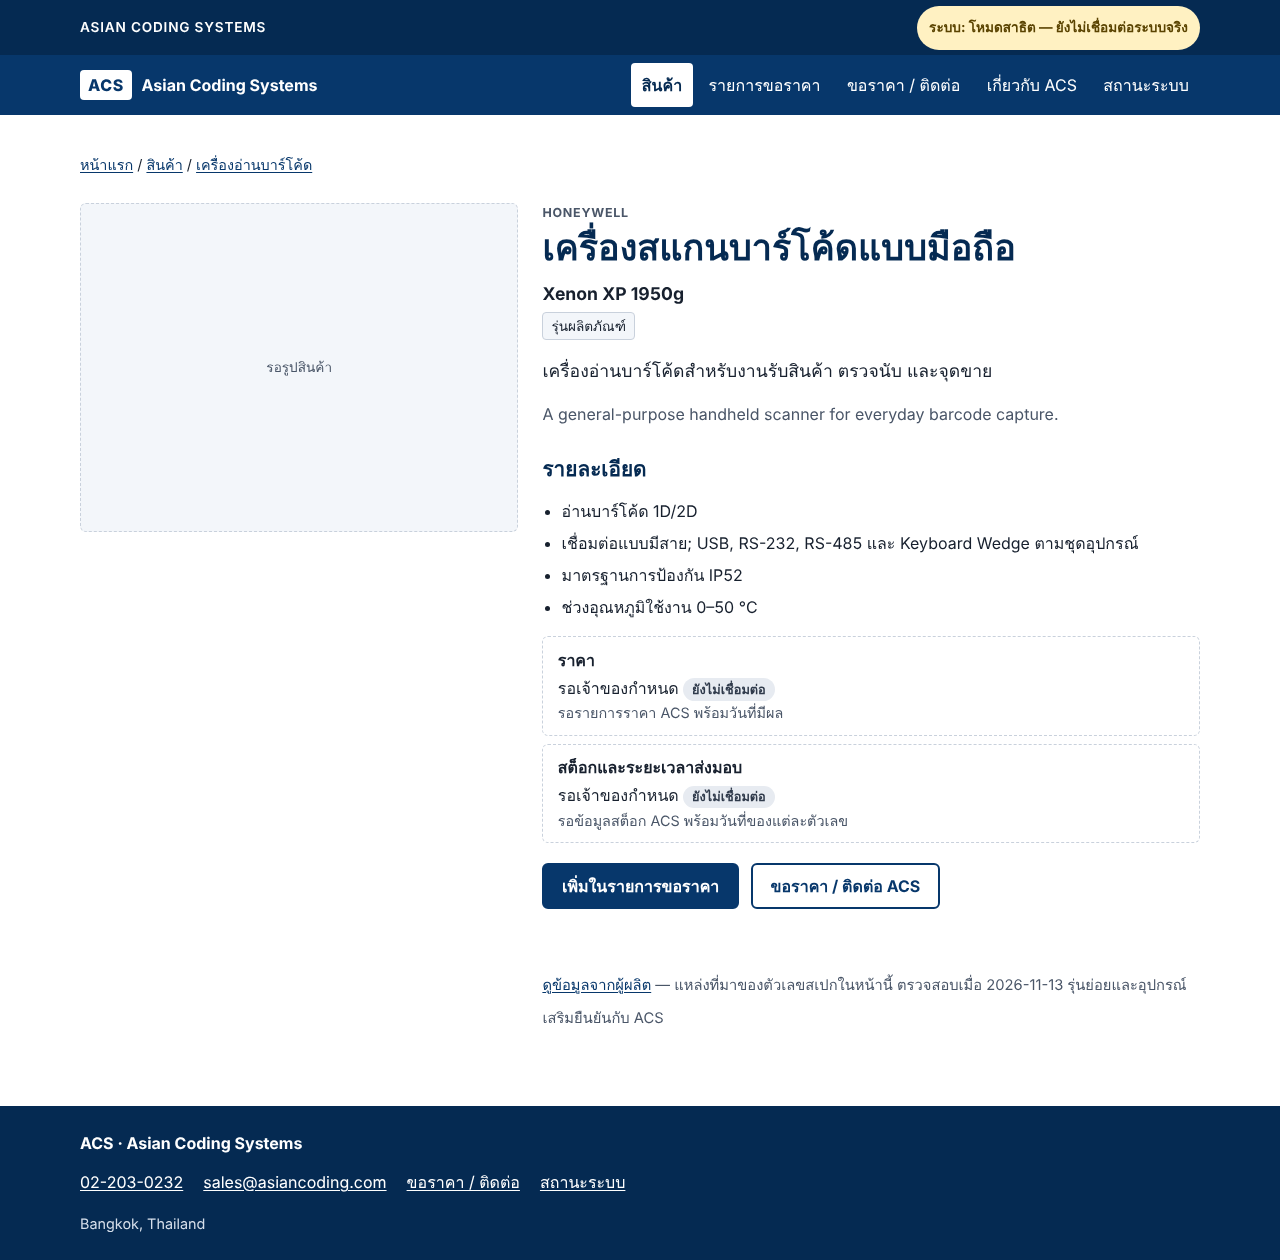 ASIAN CODING SYSTEMS
ระบบ: โหมดสาธิต — ยังไม่เชื่อมต่อระบบจริง
ACS Asian Coding Systems
สินค้า รายการขอราคา ขอราคา / ติดต่อ เกี่ยวกับ ACS สถานะระบบ
หน้าแรก / สินค้า / เครื่องอ่านบาร์โค้ด
รอรูปสินค้า
HONEYWELL
เครื่องสแกนบาร์โค้ดแบบมือถือ
Xenon XP 1950g
รุ่นผลิตภัณฑ์
เครื่องอ่านบาร์โค้ดสำหรับงานรับสินค้า ตรวจนับ และจุดขาย
A general-purpose handheld scanner for everyday barcode capture.
รายละเอียด
• อ่านบาร์โค้ด 1D/2D
• เชื่อมต่อแบบมีสาย; USB, RS-232, RS-485 และ Keyboard Wedge ตามชุดอุปกรณ์
• มาตรฐานการป้องกัน IP52
• ช่วงอุณหภูมิใช้งาน 0–50 °C
ราคา
รอเจ้าของกำหนด ยังไม่เชื่อมต่อ
รอรายการราคา ACS พร้อมวันที่มีผล
สต็อกและระยะเวลาส่งมอบ
รอเจ้าของกำหนด ยังไม่เชื่อมต่อ
รอข้อมูลสต็อก ACS พร้อมวันที่ของแต่ละตัวเลข
เพิ่มในรายการขอราคา ขอราคา / ติดต่อ ACS
ดูข้อมูลจากผู้ผลิต — แหล่งที่มาของตัวเลขสเปกในหน้านี้ ตรวจสอบเมื่อ 2026-11-13 รุ่นย่อยและอุปกรณ์
เสริมยืนยันกับ ACS
ACS · Asian Coding Systems
02-203-0232 sales@asiancoding.com ขอราคา / ติดต่อ สถานะระบบ
Bangkok, Thailand